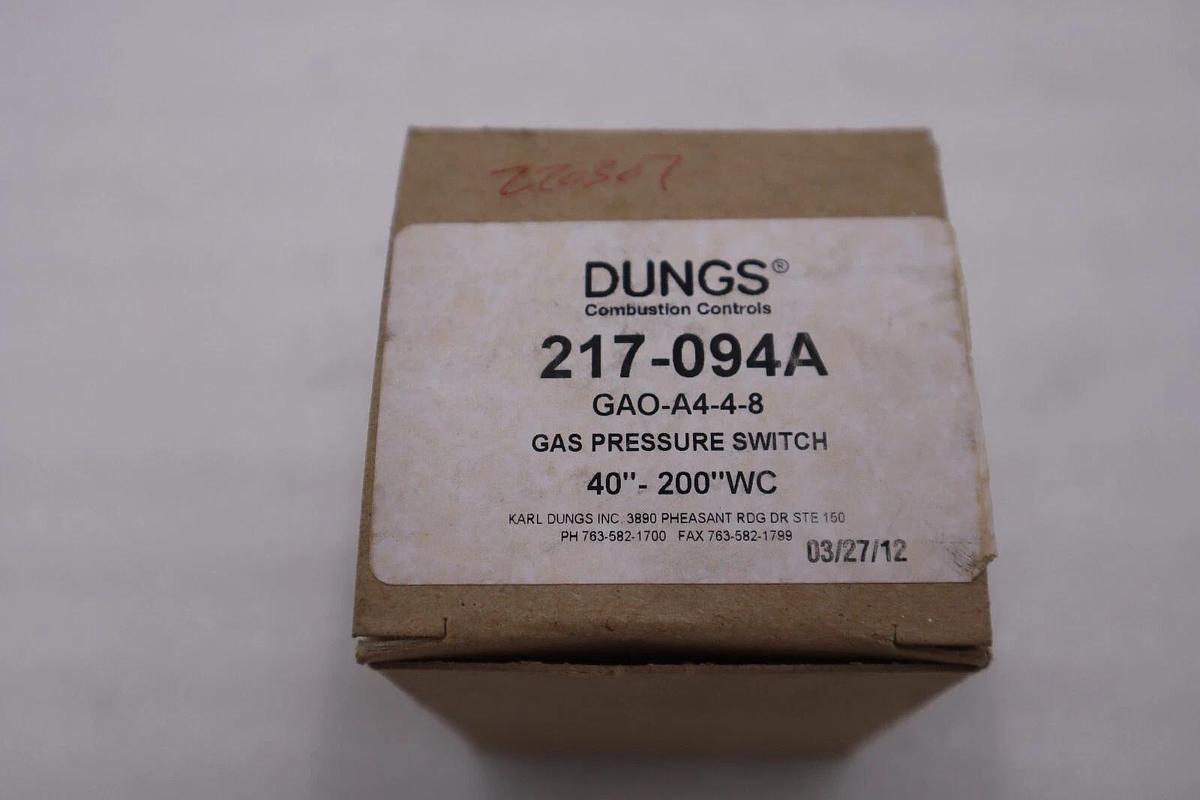 220307
DUNGS®
Combustion Controls
217-094A
GAO-A4-4-8
GAS PRESSURE SWITCH
40"- 200"WC
KARL DUNGS INC. 3890 PHEASANT RDG DR STE 150
PH 763-582-1700 FAX 763-582-1799
03/27/12